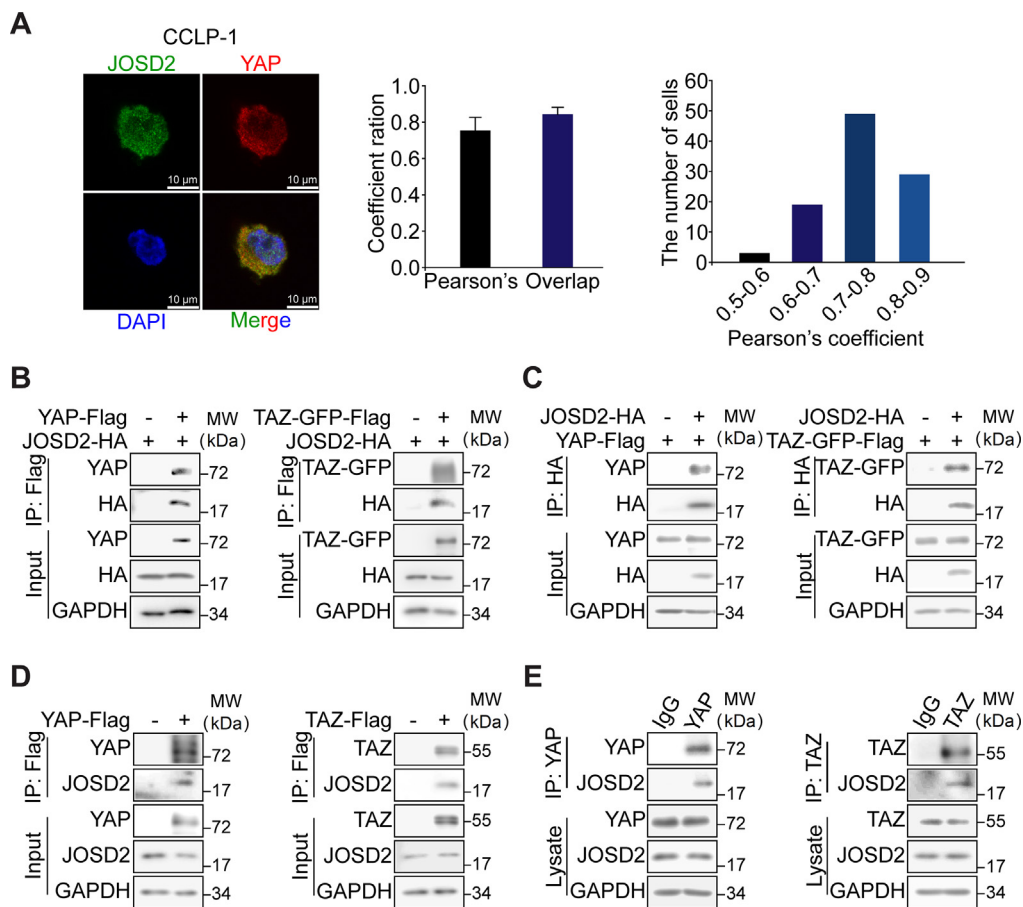 A
CCLP-1
JOSD2 YAP
10 μm 10 μm
10 μm 10 μm
DAPI Merge
Coefficient ration
1.0
0.8
0.6
0.4
0.2
0.0
Pearson's Overlap
The number of sells
60
50
40
30
20
10
0
0.5-0.6 0.6-0.7 0.7-0.8 0.8-0.9
Pearson's coefficient
B
YAP-Flag - + MW
JOSD2-HA + + (kDa)
IP: Flag
YAP 72
HA 17
Input
YAP 72
HA 17
GAPDH 34
TAZ-GFP-Flag - + MW
JOSD2-HA + + (kDa)
IP: Flag
TAZ-GFP 72
HA 17
Input
TAZ-GFP 72
HA 17
GAPDH 34
C
JOSD2-HA - + MW
YAP-Flag + + (kDa)
IP: HA
YAP 72
HA 17
Input
YAP 72
HA 17
GAPDH 34
JOSD2-HA - + MW
TAZ-GFP-Flag + + (kDa)
IP: HA
TAZ-GFP 72
HA 17
Input
TAZ-GFP 72
HA 17
GAPDH 34
D
MW
YAP-Flag - + (kDa)
IP: Flag
YAP 72
JOSD2 17
Input
YAP 72
JOSD2 17
GAPDH 34
MW
TAZ-Flag - + (kDa)
IP: Flag
TAZ 55
JOSD2 17
Input
TAZ 55
JOSD2 17
GAPDH 34
E
IgG YAP MW
(kDa)
IP: YAP
YAP 72
JOSD2 17
Lysate
YAP 72
JOSD2 17
GAPDH 34
IgG TAZ MW
(kDa)
IP: TAZ
TAZ 55
JOSD2 17
Lysate
TAZ 55
JOSD2 17
GAPDH 34